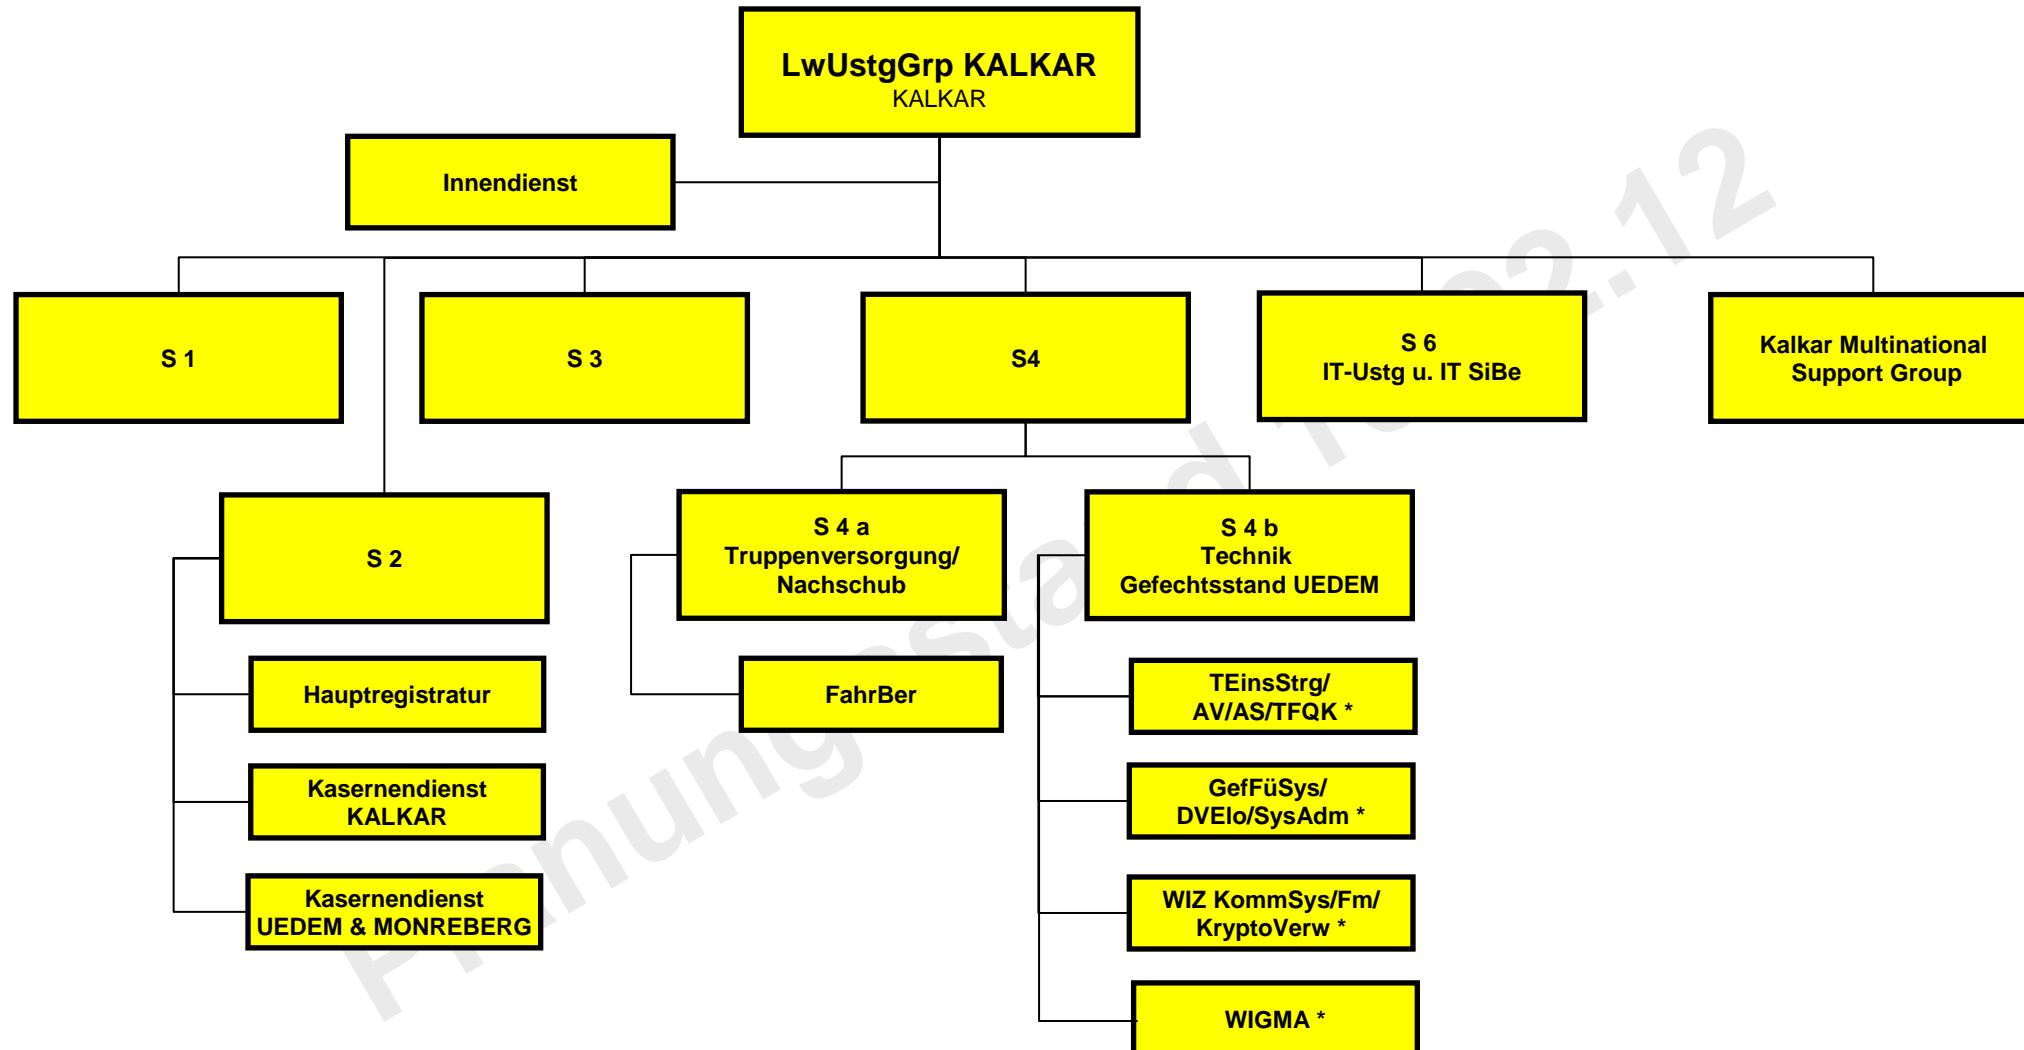 LwUstgGrp KALKAR
KALKAR
Innendienst
S 1
S 3
S4
S 6
IT-Ustg u. IT SiBe
Kalkar Multinational
Support Group
S 2
S 4 a
Truppenversorgung/
Nachschub
S 4 b
Technik
Gefechtsstand UEDEM
Hauptregistratur
FahrBer
TEinsStrg/
AV/AS/TFQK *
Kasernendienst
KALKAR
GefFüSys/
DVElo/SysAdm *
Kasernendienst
UEDEM & MONREBERG
WIZ KommSys/Fm/
KryptoVerw *
WIGMA *
Planungsstand